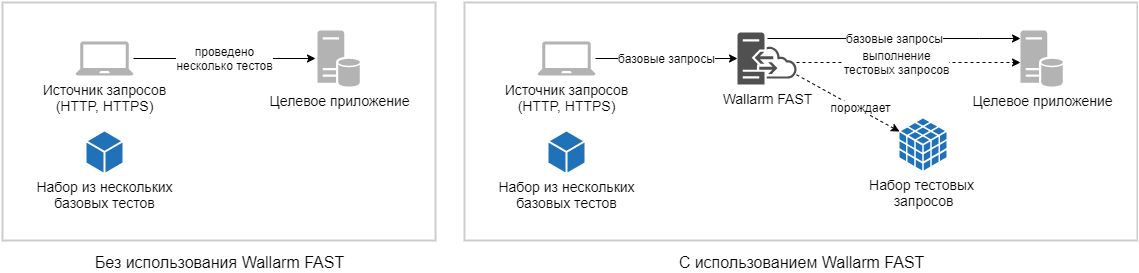 проведено
несколько тестов
Источник запросов
(HTTP, HTTPS)
Целевое приложение
Набор из нескольких
базовых тестов
Без использования Wallarm FAST
базовые запросы
базовые запросы
выполнение
тестовых запросов
Источник запросов
(HTTP, HTTPS)
Wallarm FAST
Целевое приложение
порождает
Набор из нескольких
базовых тестов
Набор тестовых
запросов
С использованием Wallarm FAST